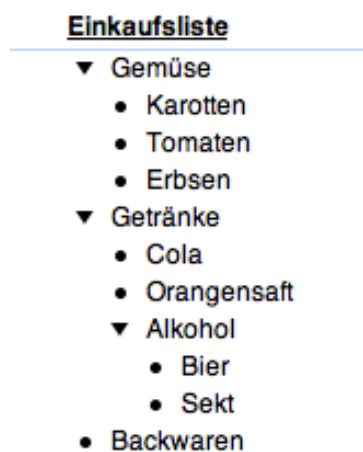 Einkaufsliste
Gemüse
Karotten
Tomaten
Erbsen
Getränke
Cola
Orangensaft
Alkohol
Bier
Sekt
Backwaren